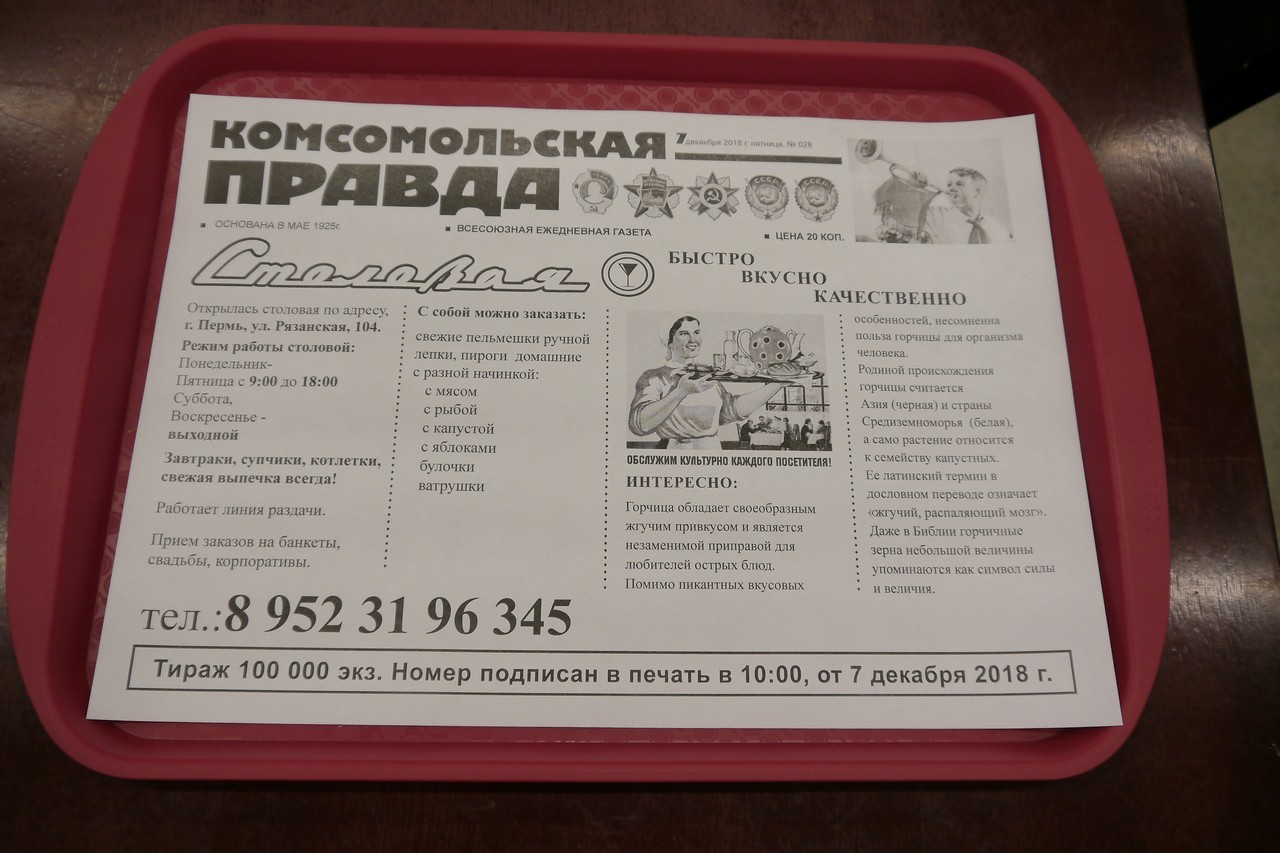 КОМСОМОЛЬСКАЯ
ПРАВДА
7 декабря 2018 г. пятница, № 028
ОСНОВАНА В МАЕ 1925г.
ВСЕСОЮЗНАЯ ЕЖЕДНЕВНАЯ ГАЗЕТА
ЦЕНА 20 КОП.
Столовая
БЫСТРО
ВКУСНО
КАЧЕСТВЕННО
Открылась столовая по адресу,
г. Пермь, ул. Рязанская, 104.
Режим работы столовой:
Понедельник-
Пятница с 9:00 до 18:00
Суббота,
Воскресенье -
выходной
Завтраки, супчики, котлетки,
свежая выпечка всегда!
Работает линия раздачи.
Прием заказов на банкеты,
свадьбы, корпоративы.
С собой можно заказать:
свежие пельмешки ручной
лепки, пироги домашние
с разной начинкой:
с мясом
с рыбой
с капустой
с яблоками
булочки
ватрушки
ОБСЛУЖИМ КУЛЬТУРНО КАЖДОГО ПОСЕТИТЕЛЯ!
ИНТЕРЕСНО:
Горчица обладает своеобразным
жгучим привкусом и является
незаменимой приправой для
любителей острых блюд.
Помимо пикантных вкусовых
особенностей, несомненна
польза горчицы для организма
человека.
Родиной происхождения
горчицы считается
Азия (черная) и страны
Средиземноморья (белая),
а само растение относится
к семейству капустных.
Ее латинский термин в
дословном переводе означает
«жгучий, распаляющий мозг».
Даже в Библии горчичные
зерна небольшой величины
упоминаются как символ силы
и величия.
тел.:8 952 31 96 345
Тираж 100 000 экз. Номер подписан в печать в 10:00, от 7 декабря 2018 г.